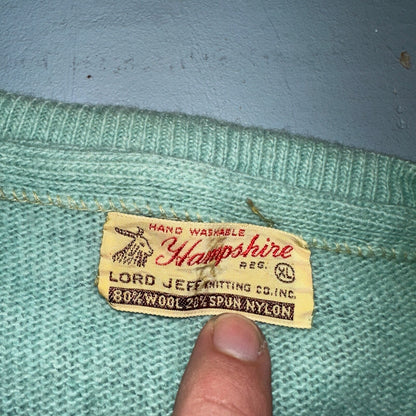 HAND WASHABLE
Hampshire
REG. XL
LORD JEFF KNITTING CO. INC.
80% WOOL 20% SPUN NYLON